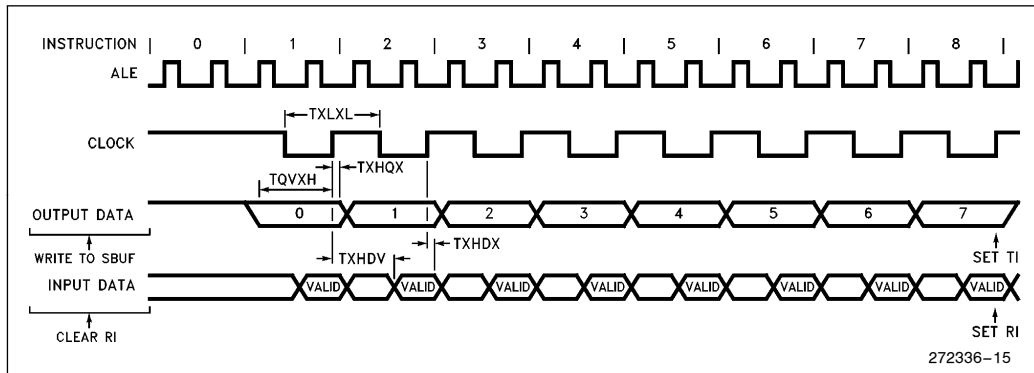 INSTRUCTION | 0 | 1 | 2 | 3 | 4 | 5 | 6 | 7 | 8 |
ALE
TXLXL
CLOCK
TXHQX
TQVXH
OUTPUT DATA 0 1 2 3 4 5 6 7
WRITE TO SBUF
TXHDV
TXHDX
SET TI
INPUT DATA VALID VALID VALID VALID VALID VALID VALID VALID
CLEAR RI
SET RI
272336–15